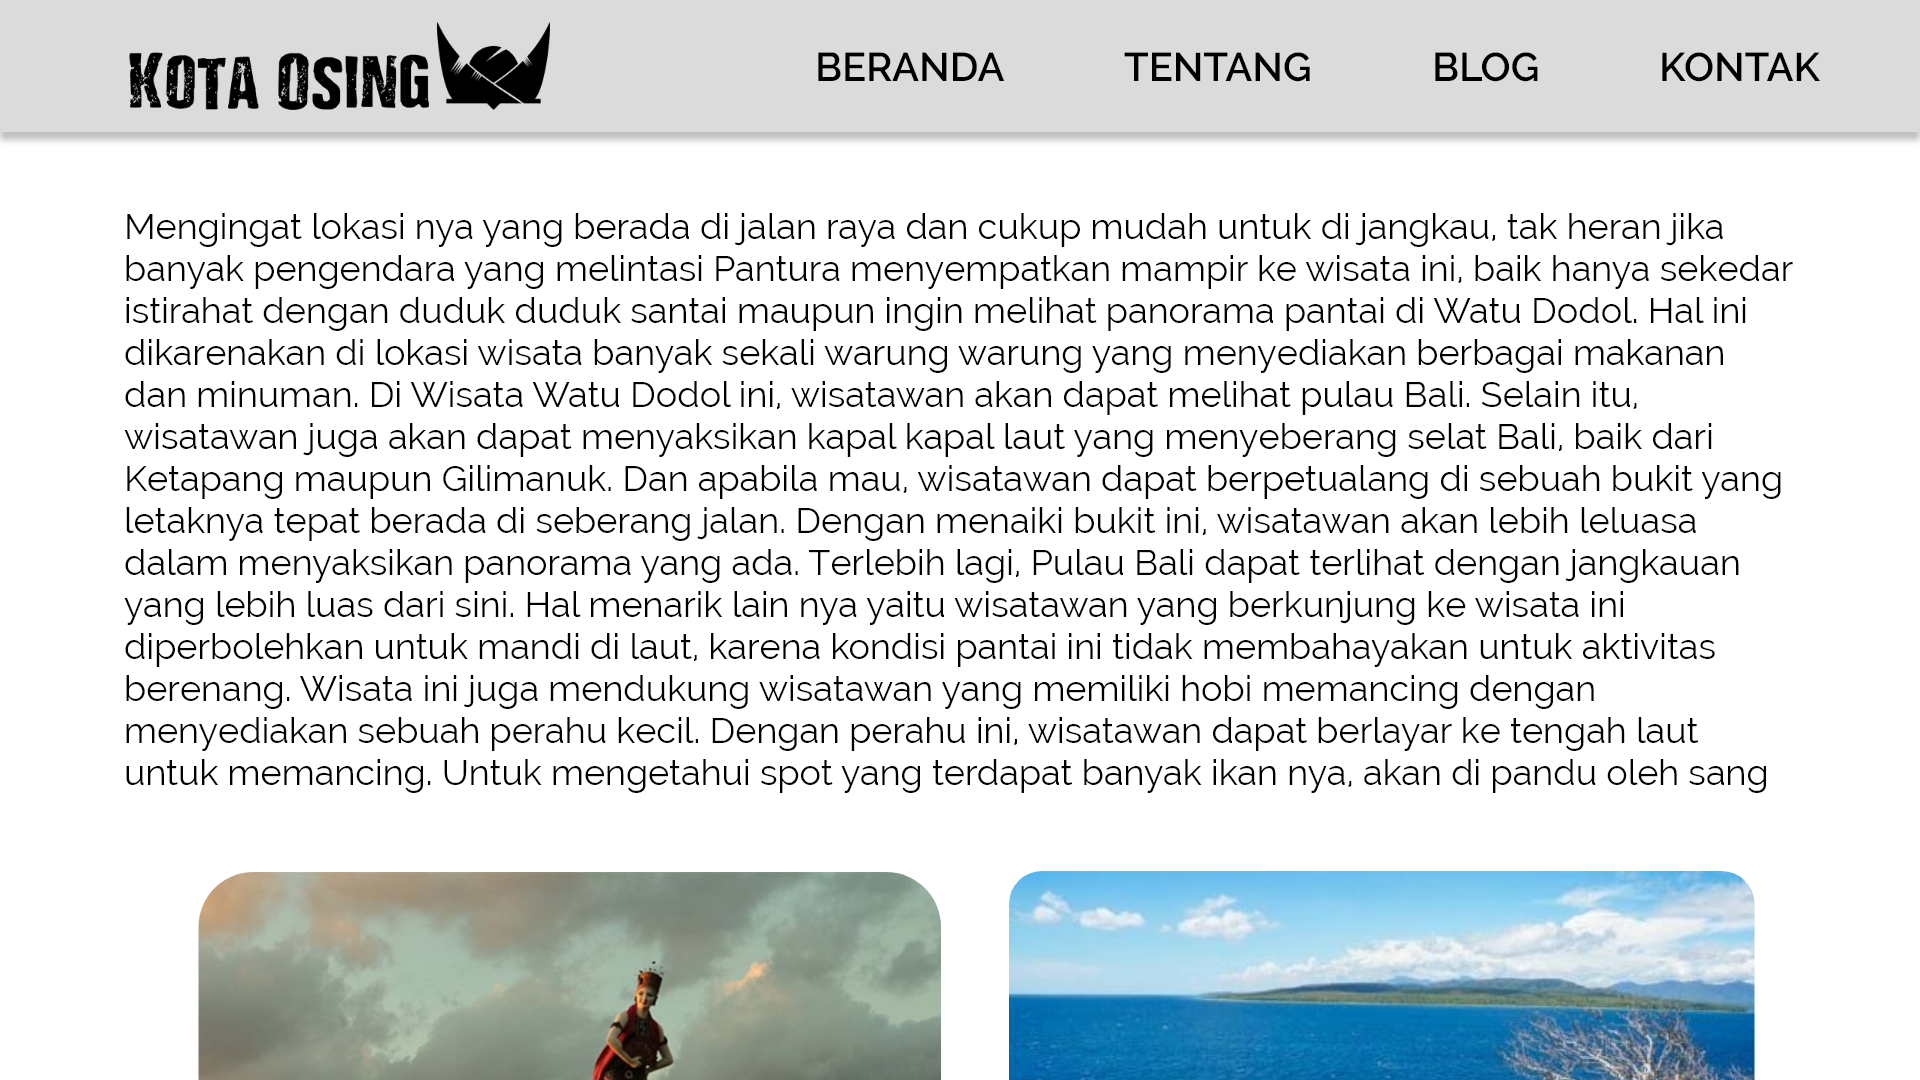 KOTA OSING
BERANDA
TENTANG
BLOG
KONTAK
Mengingat lokasi nya yang berada di jalan raya dan cukup mudah untuk di jangkau, tak heran jika
banyak pengendara yang melintasi Pantura menyempatkan mampir ke wisata ini, baik hanya sekedar
istirahat dengan duduk duduk santai maupun ingin melihat panorama pantai di Watu Dodol. Hal ini
dikarenakan di lokasi wisata banyak sekali warung warung yang menyediakan berbagai makanan
dan minuman. Di Wisata Watu Dodol ini, wisatawan akan dapat melihat pulau Bali. Selain itu,
wisatawan juga akan dapat menyaksikan kapal kapal laut yang menyeberang selat Bali, baik dari
Ketapang maupun Gilimanuk. Dan apabila mau, wisatawan dapat berpetualang di sebuah bukit yang
letaknya tepat berada di seberang jalan. Dengan menaiki bukit ini, wisatawan akan lebih leluasa
dalam menyaksikan panorama yang ada. Terlebih lagi, Pulau Bali dapat terlihat dengan jangkauan
yang lebih luas dari sini. Hal menarik lain nya yaitu wisatawan yang berkunjung ke wisata ini
diperbolehkan untuk mandi di laut, karena kondisi pantai ini tidak membahayakan untuk aktivitas
berenang. Wisata ini juga mendukung wisatawan yang memiliki hobi memancing dengan
menyediakan sebuah perahu kecil. Dengan perahu ini, wisatawan dapat berlayar ke tengah laut
untuk memancing. Untuk mengetahui spot yang terdapat banyak ikan nya, akan di pandu oleh sang